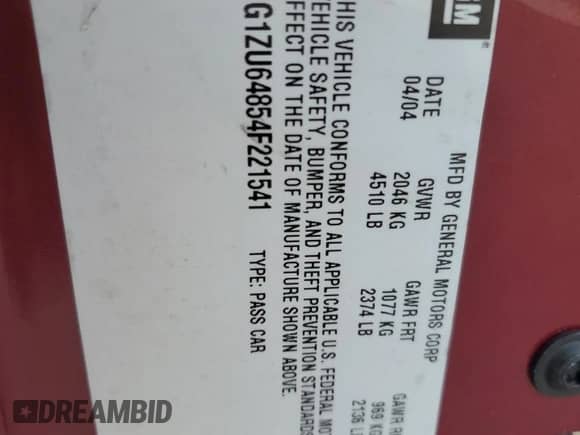 GM
MFD BY GENERAL MOTORS CORP
DATE GVWR GAWR FRT GAWR
04/04 2046 KG 1077 KG 969 KG
4510 LB 2374 LB 2136 LB
THIS VEHICLE CONFORMS TO ALL APPLICABLE U.S. FEDERAL
VEHICLE SAFETY, BUMPER, AND THEFT PREVENTION STANDARDS
EFFECT ON THE DATE OF MANUFACTURE SHOWN ABOVE.
G1ZU64854F221541 TYPE: PASS CAR
DREAMBID